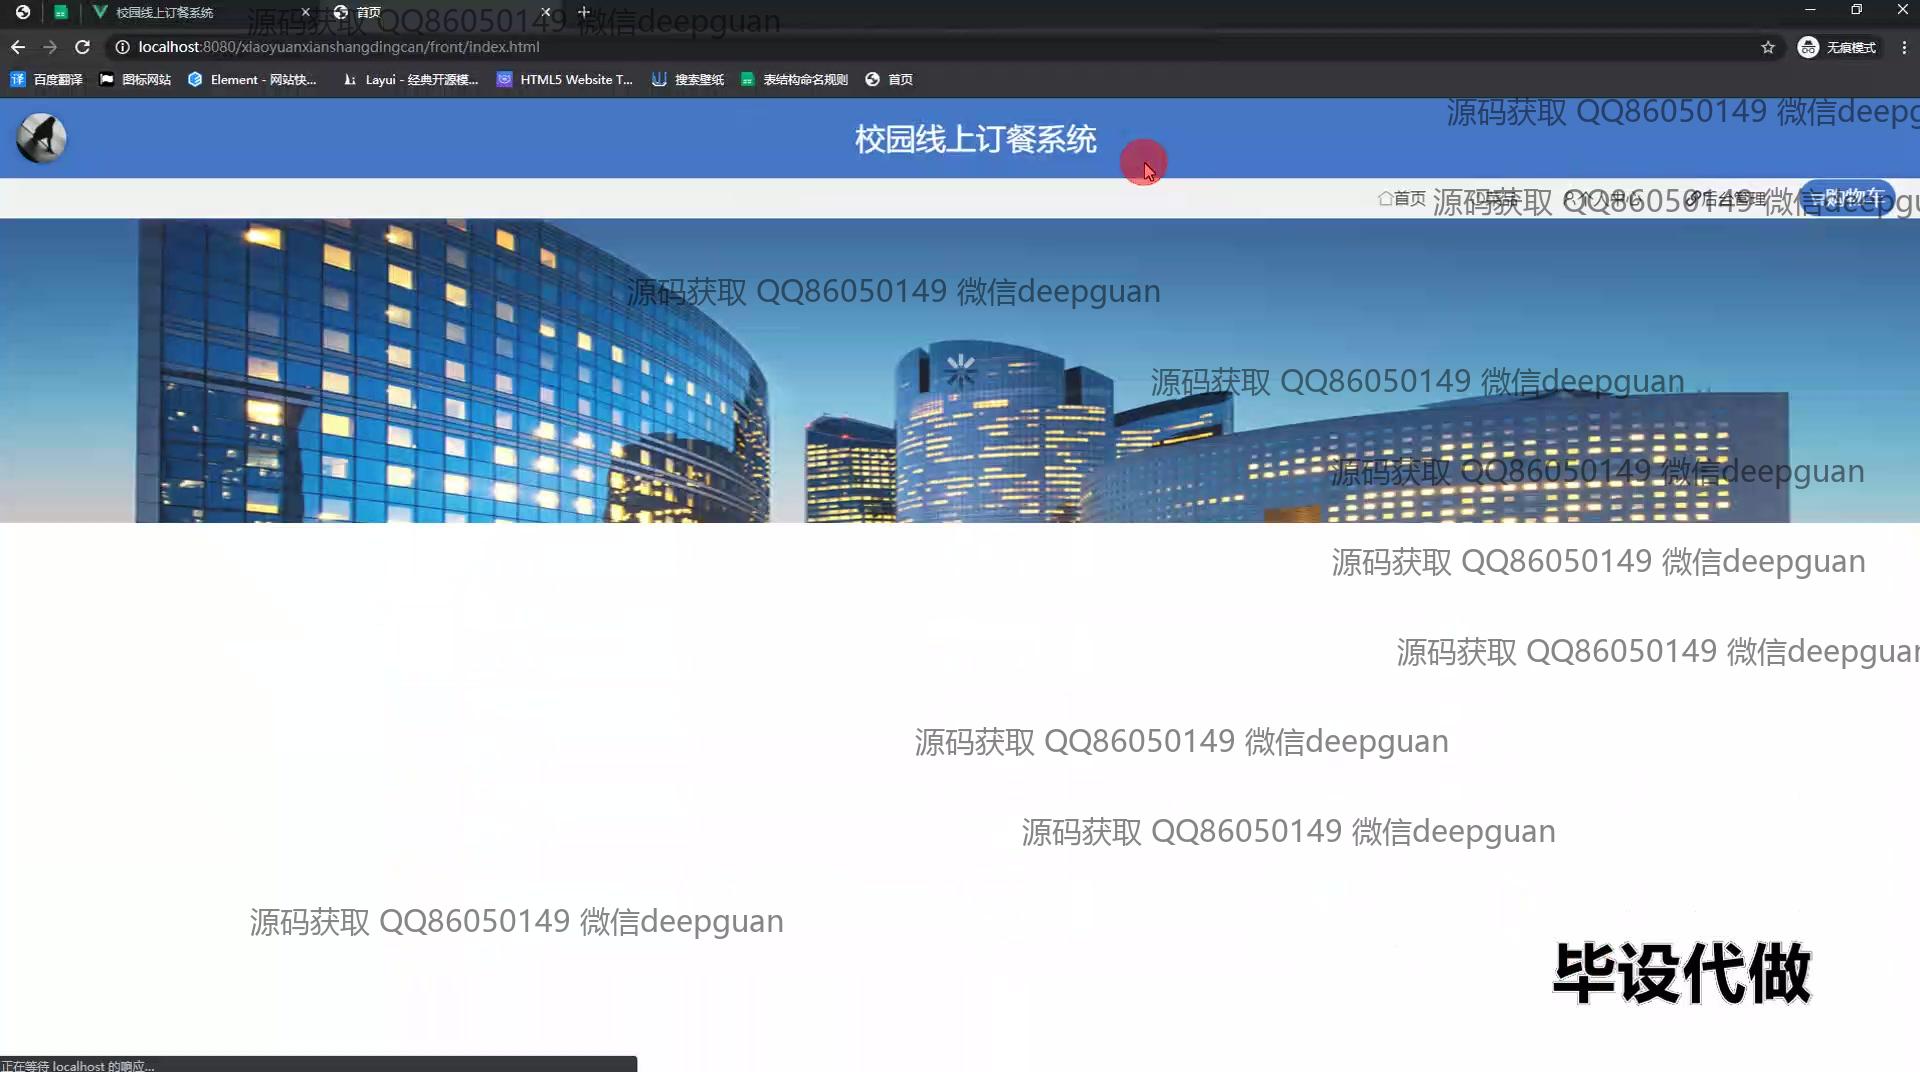 校园线上订餐系统
首页
源码获取 QQ86050149 微信deepguan
localhost:8080/xiaoyuanxianshangdingcan/front/index.html
无痕模式
百度翻译
图标网站
Element - 网站快...
Layui - 经典开源模...
HTML5 Website T...
搜索壁纸
表结构命名规则
首页
源码获取 QQ86050149 微信deepg
校园线上订餐系统
首页
个人中心
后台管理
购物车
源码获取 QQ86050149 微信deepgu
源码获取 QQ86050149 微信deepguan
源码获取 QQ86050149 微信deepguan
源码获取 QQ86050149 微信deepguan
源码获取 QQ86050149 微信deepguan
源码获取 QQ86050149 微信deepguan
源码获取 QQ86050149 微信deepguan
源码获取 QQ86050149 微信deepguan
源码获取 QQ86050149 微信deepguan
毕设代做
正在等待 localhost 的响应...